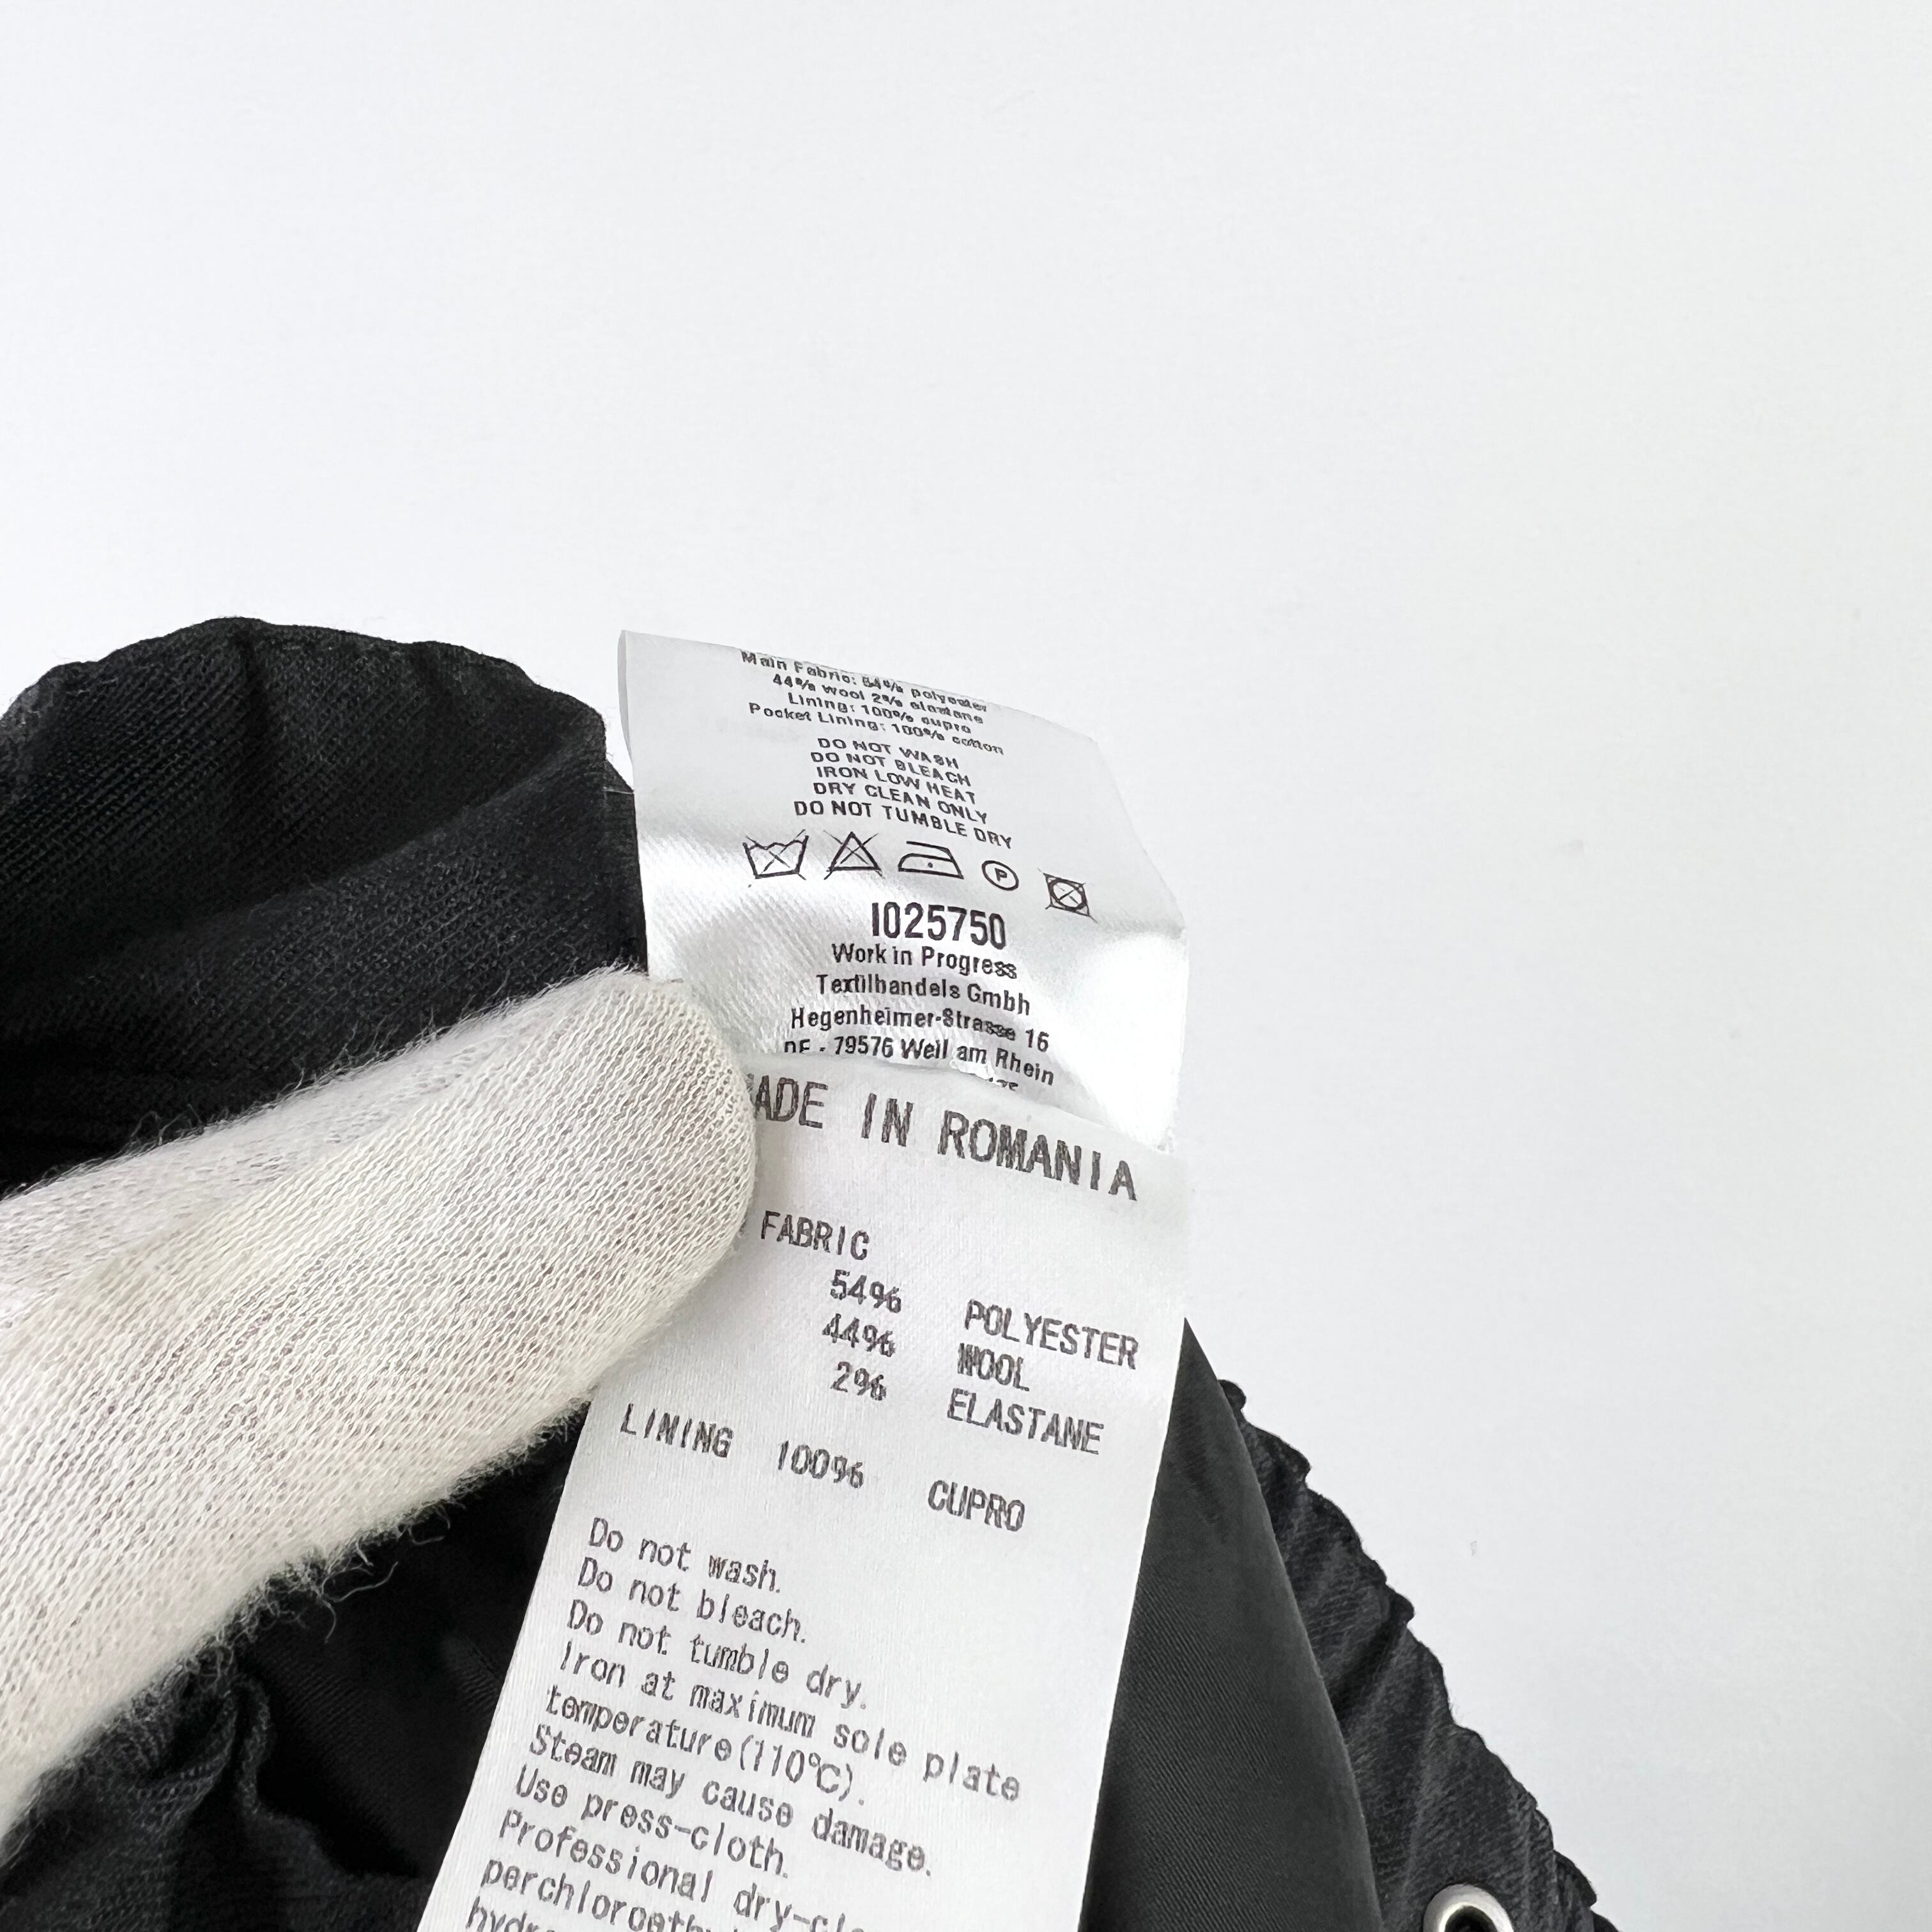 Main Fabric: 54% polyester
44% wool 2% elastane
Lining: 100% cupro
Pocket Lining: 100% cotton
DO NOT WASH
DO NOT BLEACH
IRON LOW HEAT
DRY CLEAN ONLY
DO NOT TUMBLE DRY
P
I025750
Work in Progress
Textilhandels Gmbh
Hegenheimer-Strasse 16
DE - 79576 Weil am Rhein
ADE IN ROMANIA
FABRIC
54% POLYESTER
44% WOOL
2% ELASTANE
LINING 100% CUPRO
Do not wash.
Do not bleach.
Do not tumble dry.
Iron at maximum sole plate
temperature(110℃).
Steam may cause damage.
Use press-cloth.
Professional